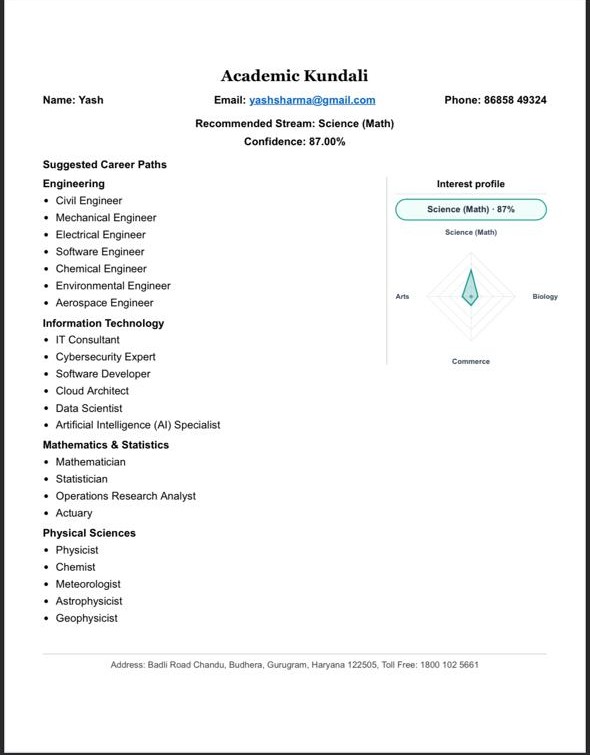 Academic Kundali
Name: Yash Email: yashsharma@gmail.com Phone: 86858 49324
Recommended Stream: Science (Math)
Confidence: 87.00%
Suggested Career Paths
Engineering
• Civil Engineer
• Mechanical Engineer
• Electrical Engineer
• Software Engineer
• Chemical Engineer
• Environmental Engineer
• Aerospace Engineer
Information Technology
• IT Consultant
• Cybersecurity Expert
• Software Developer
• Cloud Architect
• Data Scientist
• Artificial Intelligence (AI) Specialist
Mathematics & Statistics
• Mathematician
• Statistician
• Operations Research Analyst
• Actuary
Physical Sciences
• Physicist
• Chemist
• Meteorologist
• Astrophysicist
• Geophysicist
Interest profile
Science (Math) · 87%
Science (Math)
Arts Biology
Commerce
Address: Badli Road Chandu, Budhera, Gurugram, Haryana 122505, Toll Free: 1800 102 5661